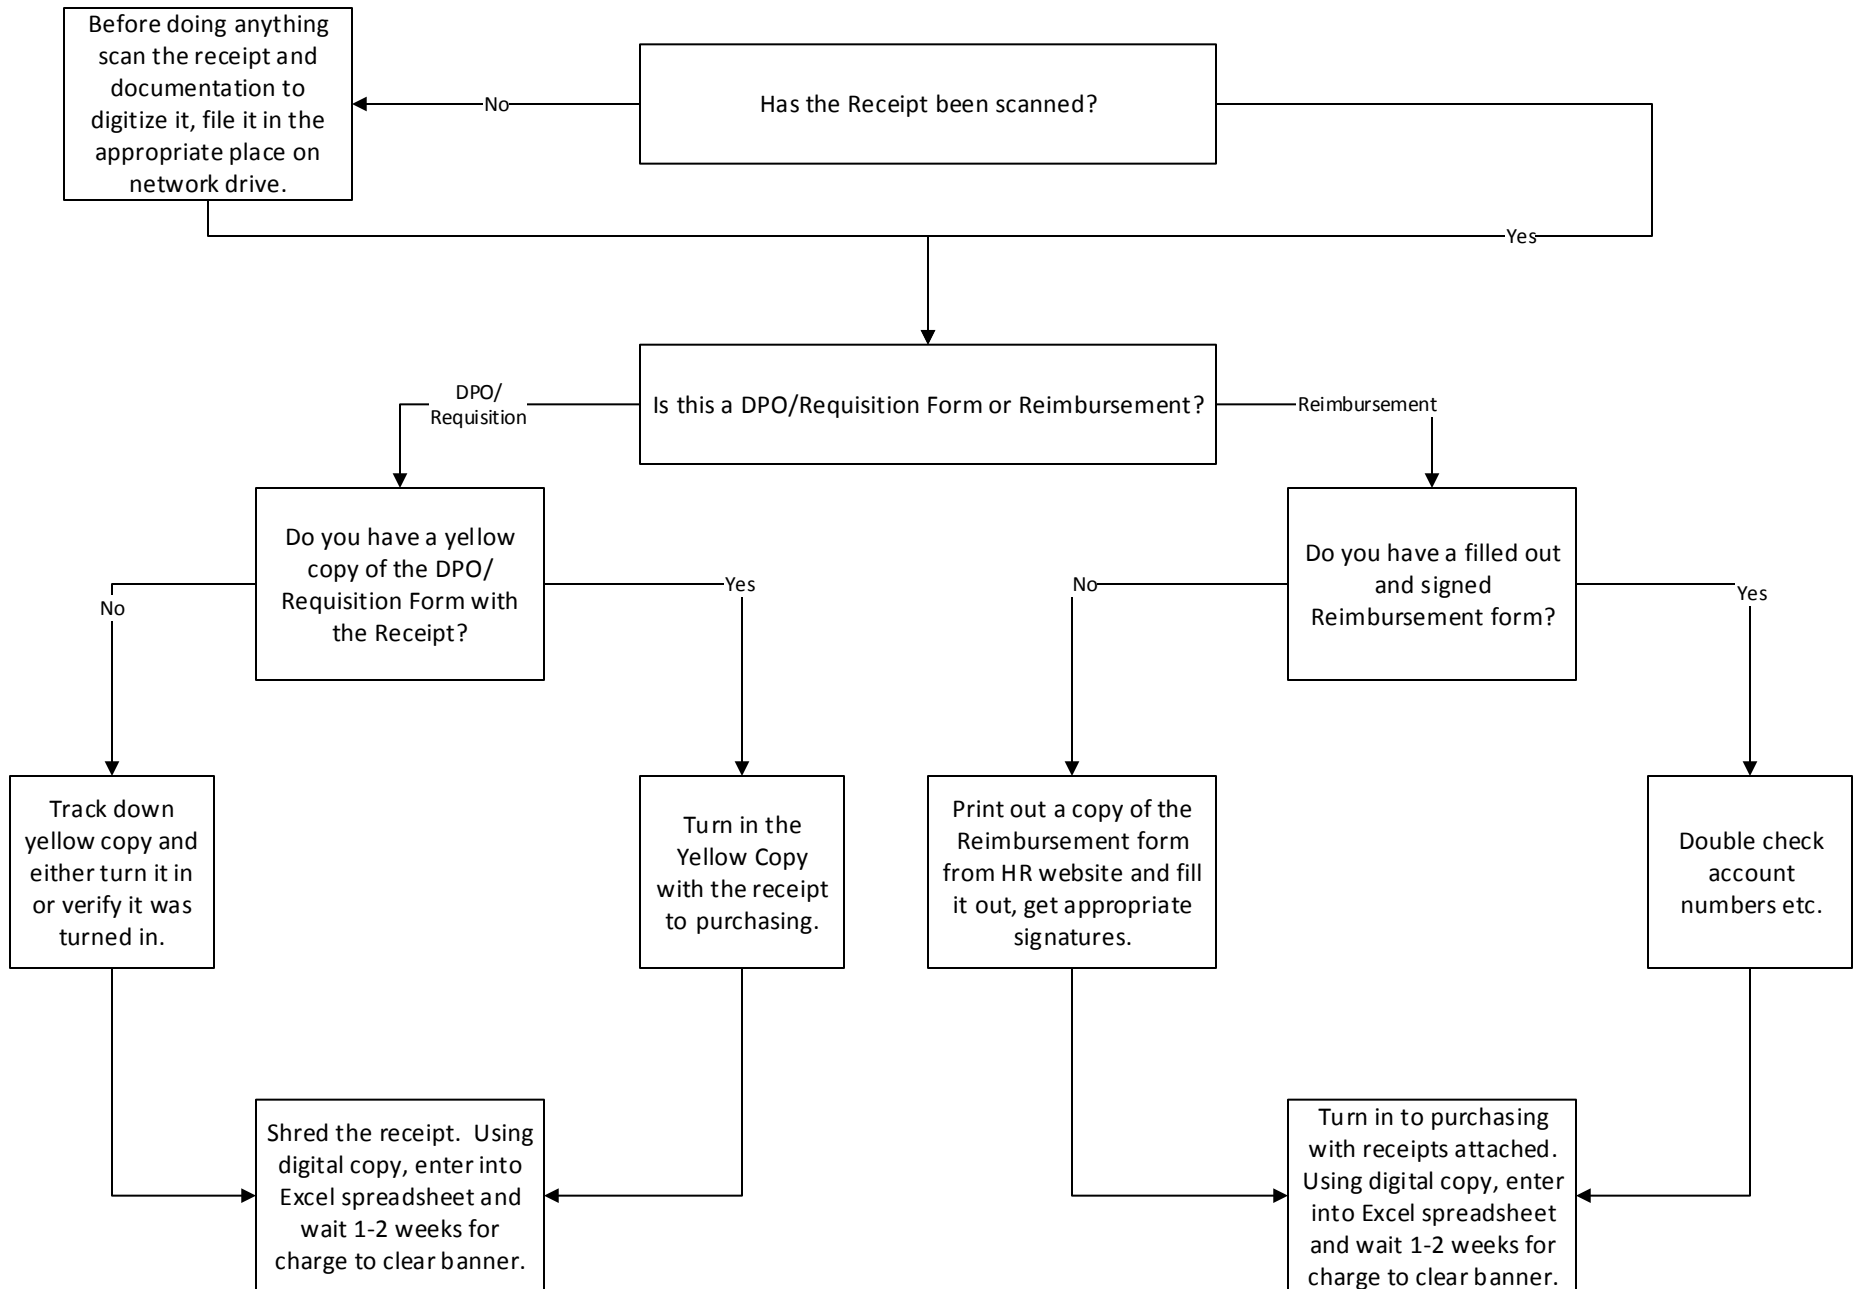 Before doing anything
scan the receipt and
documentation to
digitize it, file it in the
appropriate place on
network drive.
No
Has the Receipt been scanned?
Yes
DPO/
Requisition
Is this a DPO/Requisition Form or Reimbursement?
Reimbursement
Do you have a yellow
copy of the DPO/
Requisition Form with
the Receipt?
No
Yes
Do you have a filled out
and signed
Reimbursement form?
No
Yes
Track down
yellow copy and
either turn it in
or verify it was
turned in.
Turn in the
Yellow Copy
with the receipt
to purchasing.
Print out a copy of the
Reimbursement form
from HR website and fill
it out, get appropriate
signatures.
Double check
account
numbers etc.
Shred the receipt.  Using
digital copy, enter into
Excel spreadsheet and
wait 1-2 weeks for
charge to clear banner.
Turn in to purchasing
with receipts attached.
Using digital copy, enter
into Excel spreadsheet
and wait 1-2 weeks for
charge to clear banner.